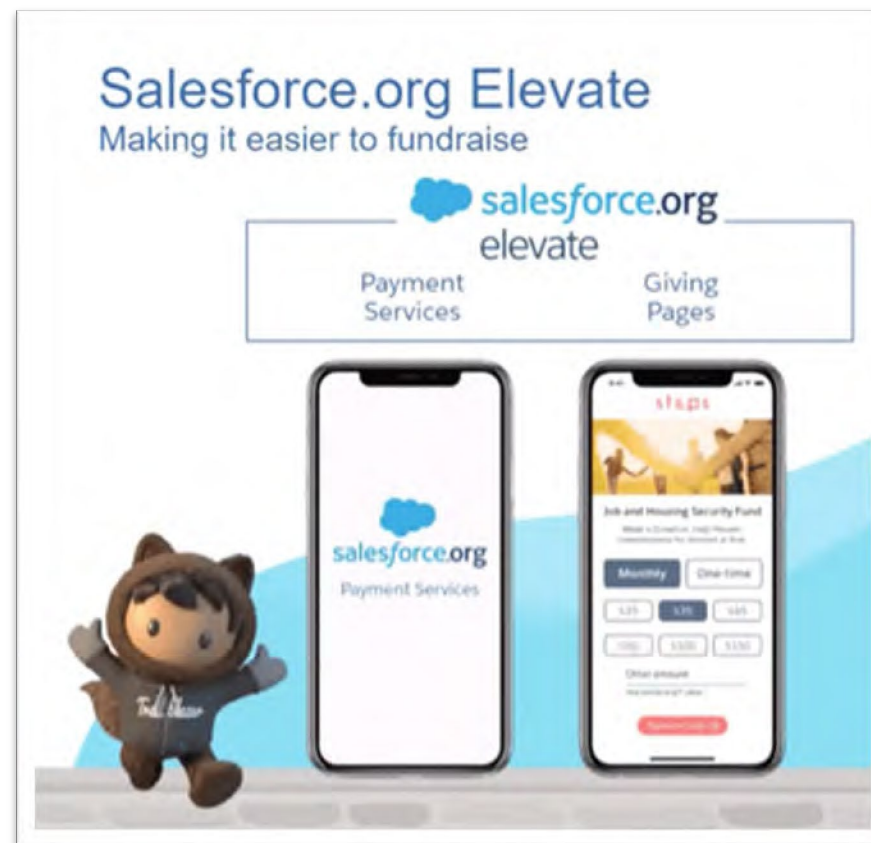 Salesforce.org Elevate
Making it easier to fundraise
salesforce.org
elevate
Payment
Services
Giving
Pages
salesforce.org
Payment Services
steps
Job and Housing Security Fund
Monthly
One-time
Other amount